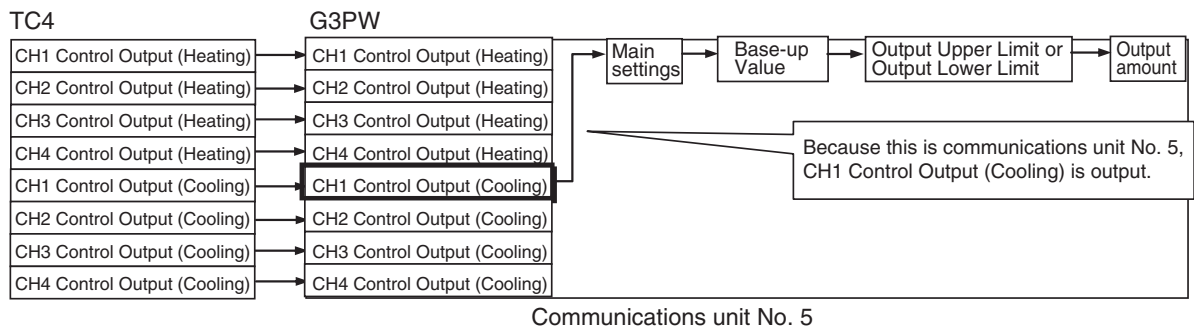 TC4
G3PW
CH1 Control Output (Heating)
CH2 Control Output (Heating)
CH3 Control Output (Heating)
CH4 Control Output (Heating)
CH1 Control Output (Cooling)
CH2 Control Output (Cooling)
CH3 Control Output (Cooling)
CH4 Control Output (Cooling)
CH1 Control Output (Heating)
CH2 Control Output (Heating)
CH3 Control Output (Heating)
CH4 Control Output (Heating)
CH1 Control Output (Cooling)
CH2 Control Output (Cooling)
CH3 Control Output (Cooling)
CH4 Control Output (Cooling)
Main
settings
Base-up
Value
Output Upper Limit or
Output Lower Limit
Output
amount
Because this is communications unit No. 5,
CH1 Control Output (Cooling) is output.
Communications unit No. 5